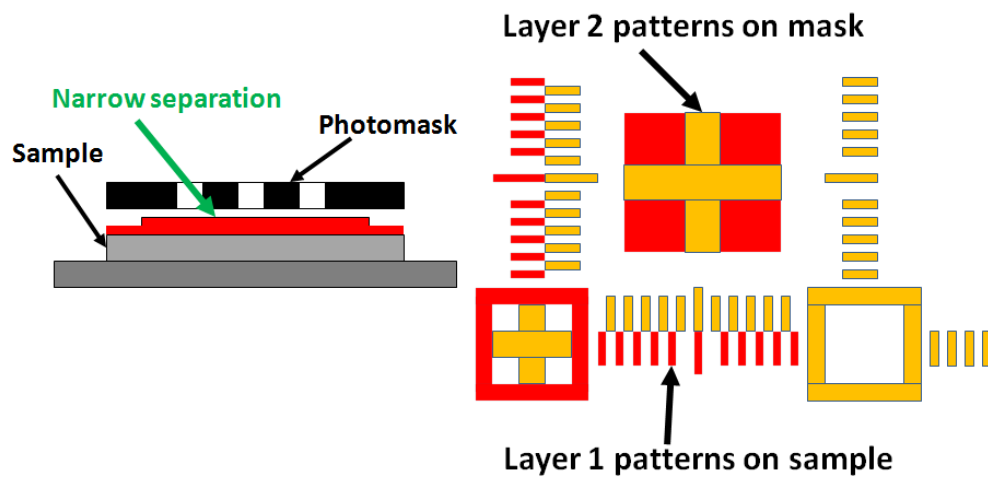 Layer 2 patterns on mask
Narrow separation
Photomask
Sample
Layer 1 patterns on sample